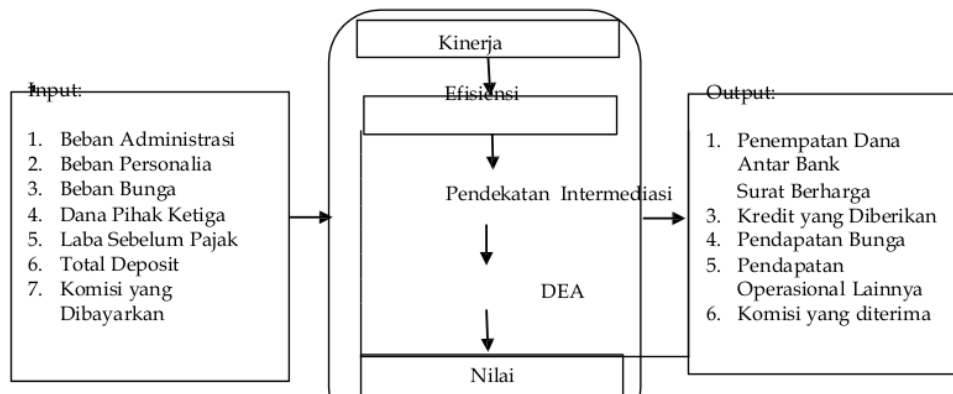 Input:
1. Beban Administrasi
2. Beban Personalia
3. Beban Bunga
4. Dana Pihak Ketiga
5. Laba Sebelum Pajak
6. Total Deposit
7. Komisi yang
Dibayarkan
Kinerja
Efisiensi
Pendekatan Intermediasi
DEA
Nilai
Output:
1. Penempatan Dana
Antar Bank
Surat Berharga
3. Kredit yang Diberikan
4. Pendapatan Bunga
5. Pendapatan
Operasional Lainnya
6. Komisi yang diterima